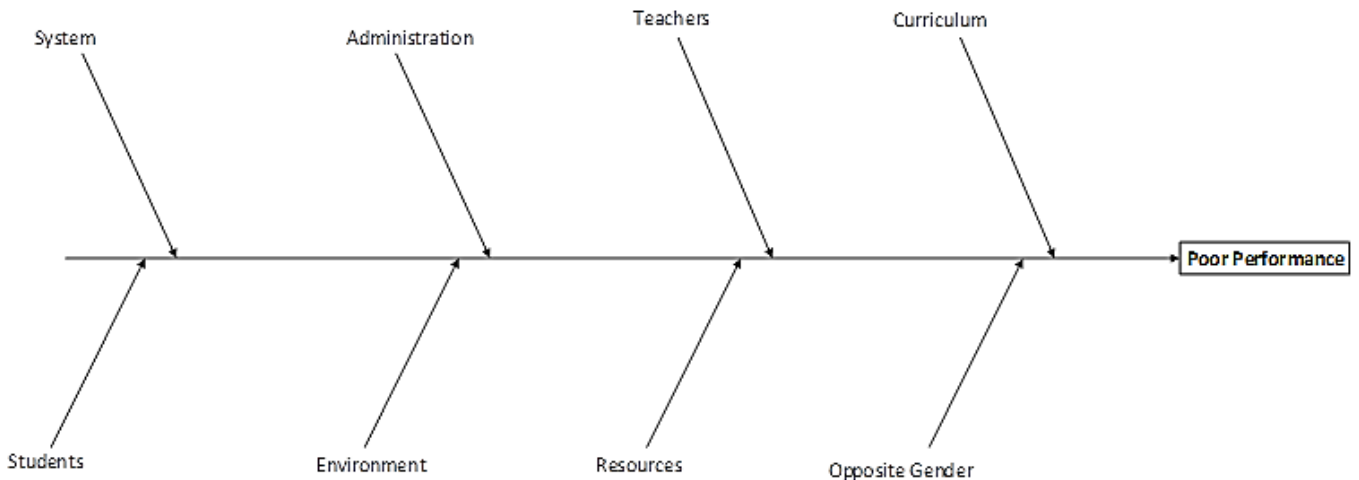 System
Administration
Teachers
Curriculum
Poor Performance
Students
Environment
Resources
Opposite Gender